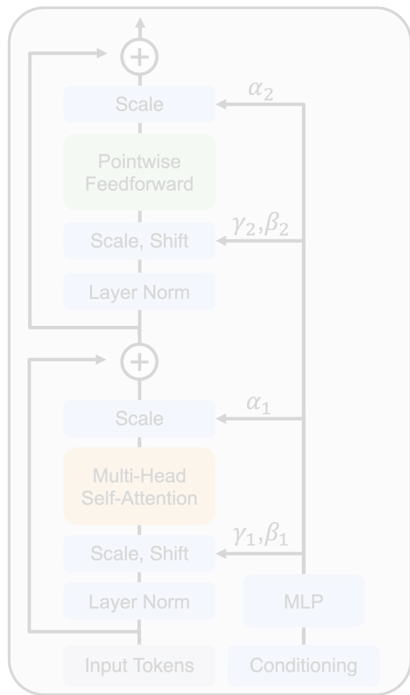 α₂
Scale
Pointwise
Feedforward
γ₂,β₂
Scale, Shift
Layer Norm
α₁
Scale
Multi-Head
Self-Attention
γ₁,β₁
Scale, Shift
Layer Norm
MLP
Input Tokens
Conditioning